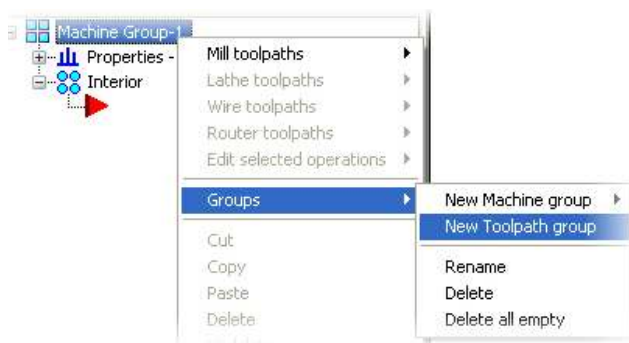 Machine Group-1
Properties -
Interior
Mill toolpaths
Lathe toolpaths
Wire toolpaths
Router toolpaths
Edit selected operations
Groups
Cut
Copy
Paste
Delete
New Machine group
New Toolpath group
Rename
Delete
Delete all empty